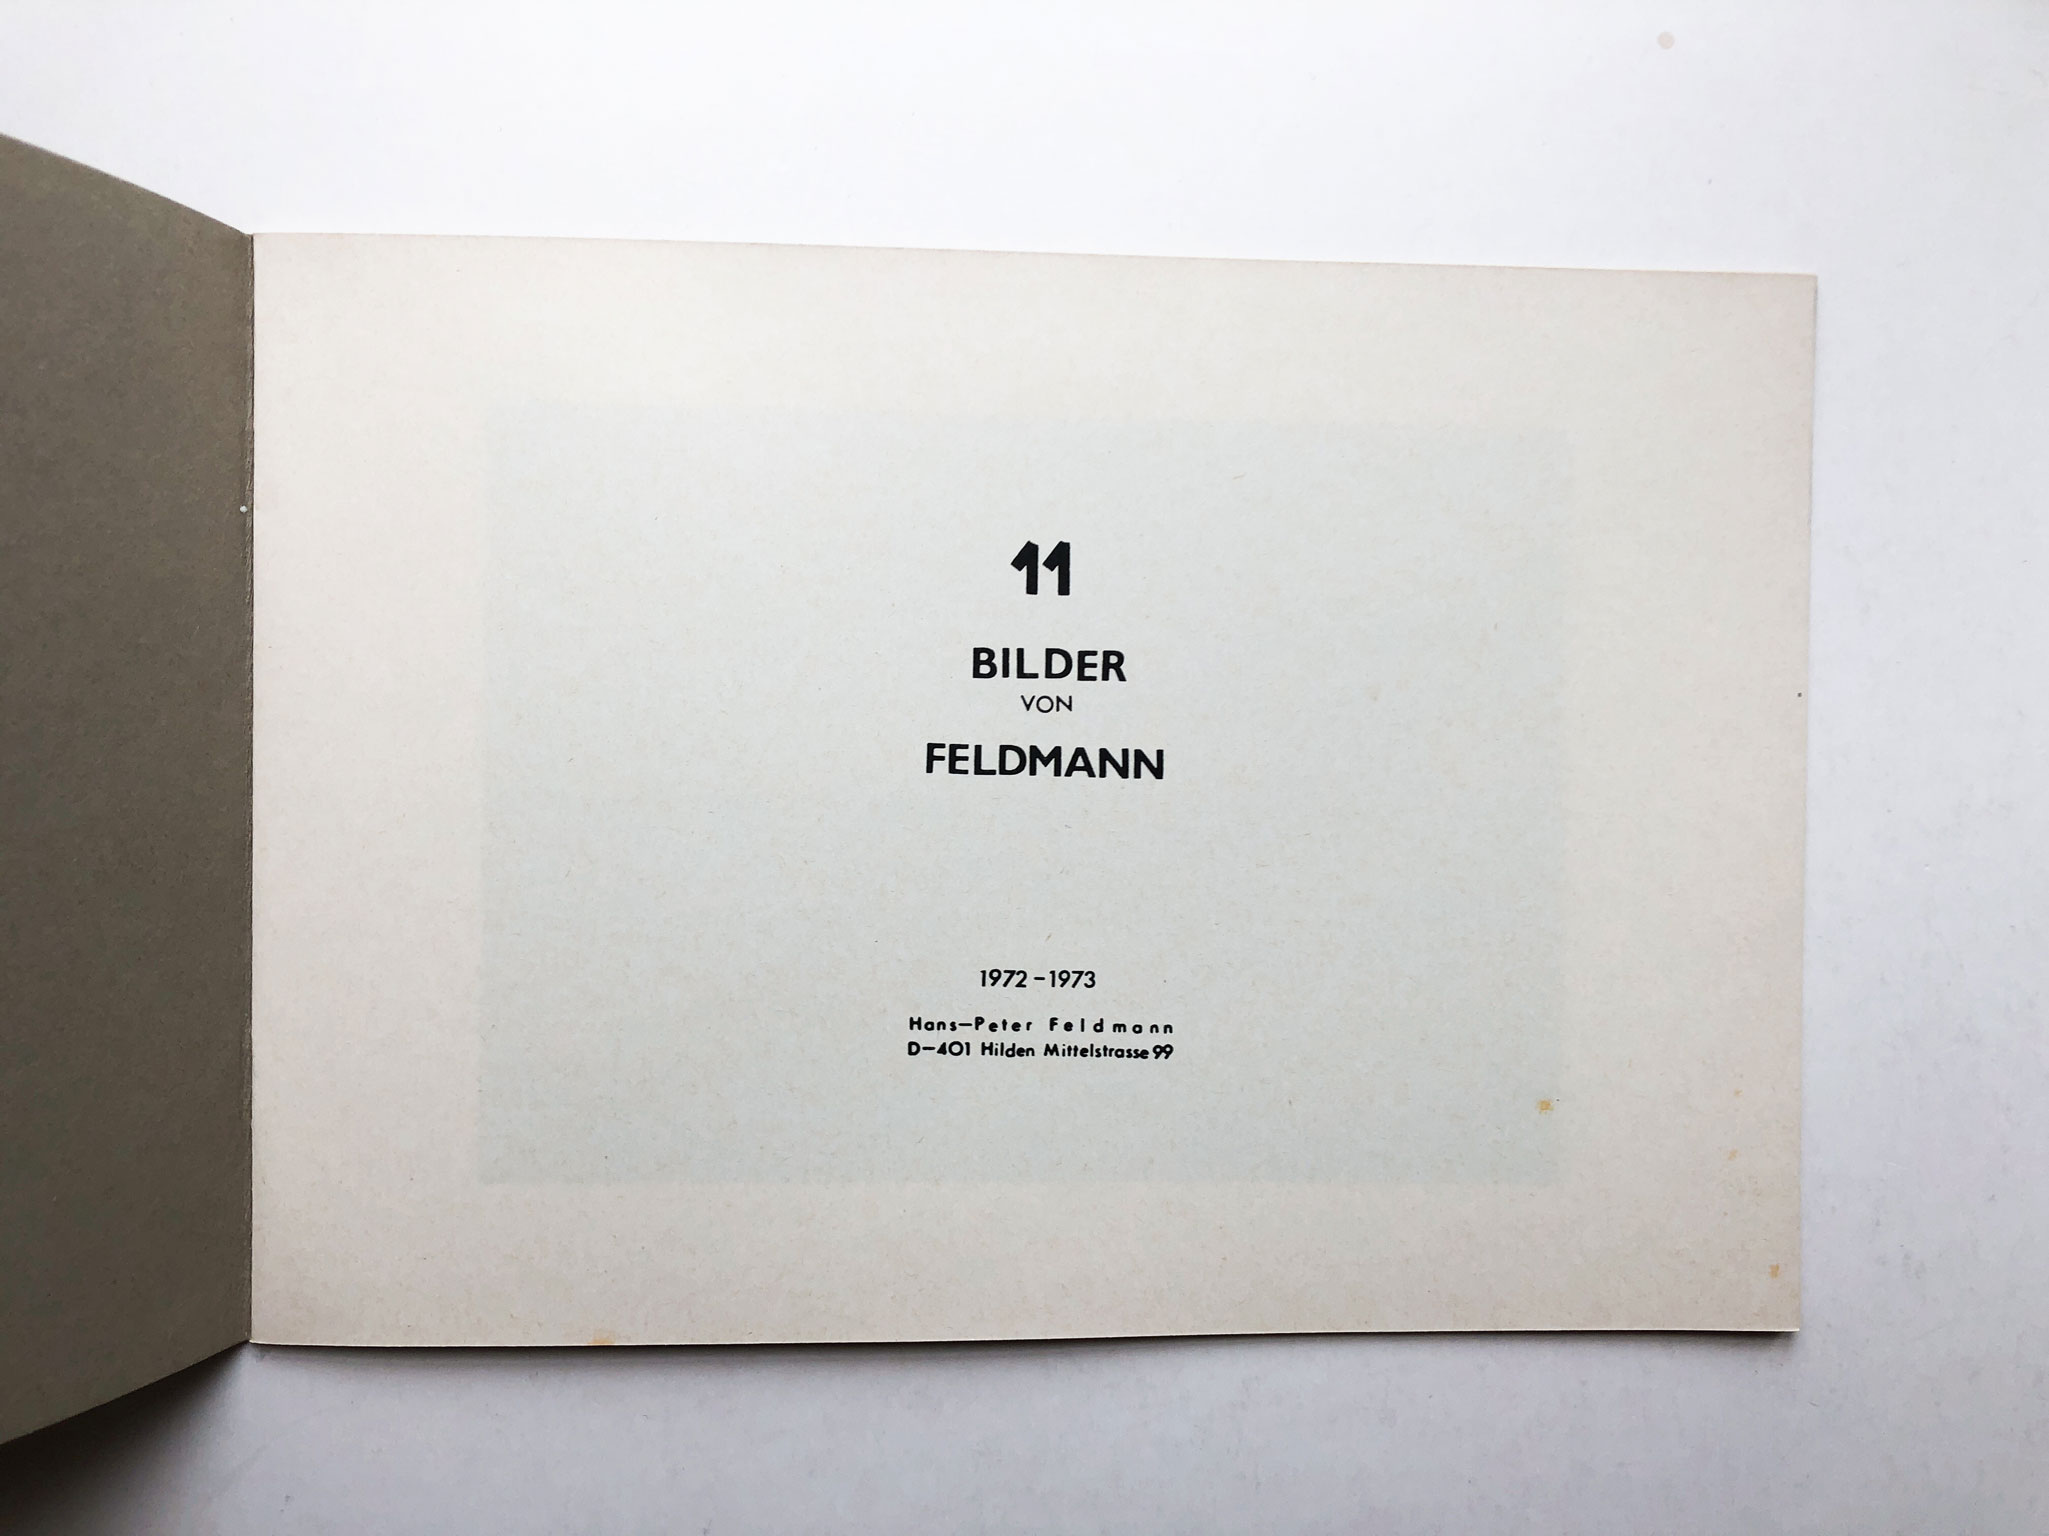 11
BILDER
VON
FELDMANN
1972-1973
Hans-Peter Feldmann
D-401 Hilden Mittelstrasse 99